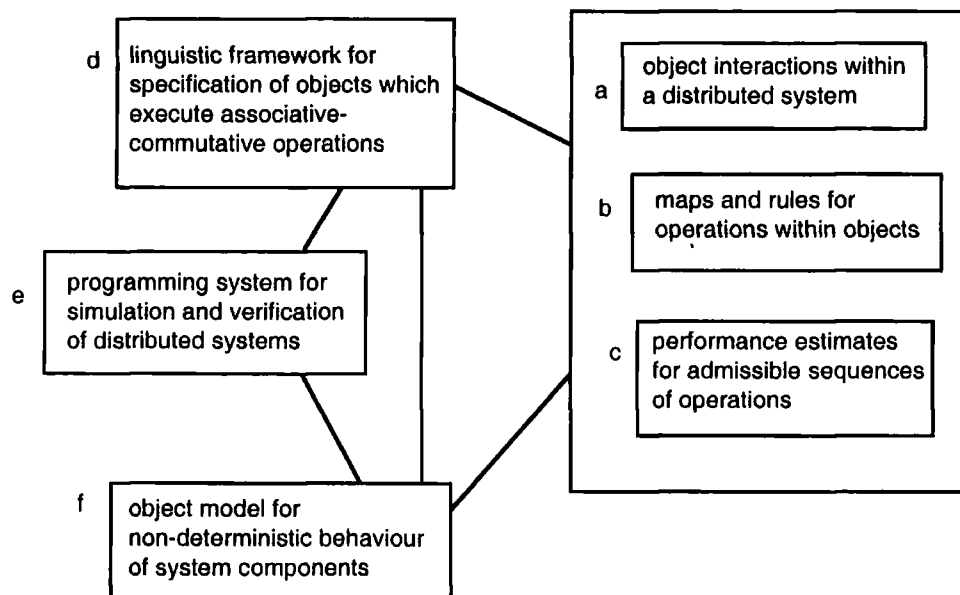 d
linguistic framework for
specification of objects which
execute associative-
commutative operations
e
programming system for
simulation and verification
of distributed systems
f
object model for
non-deterministic behaviour
of system components
a
object interactions within
a distributed system
b
maps and rules for
operations within objects
c
performance estimates
for admissible sequences
of operations